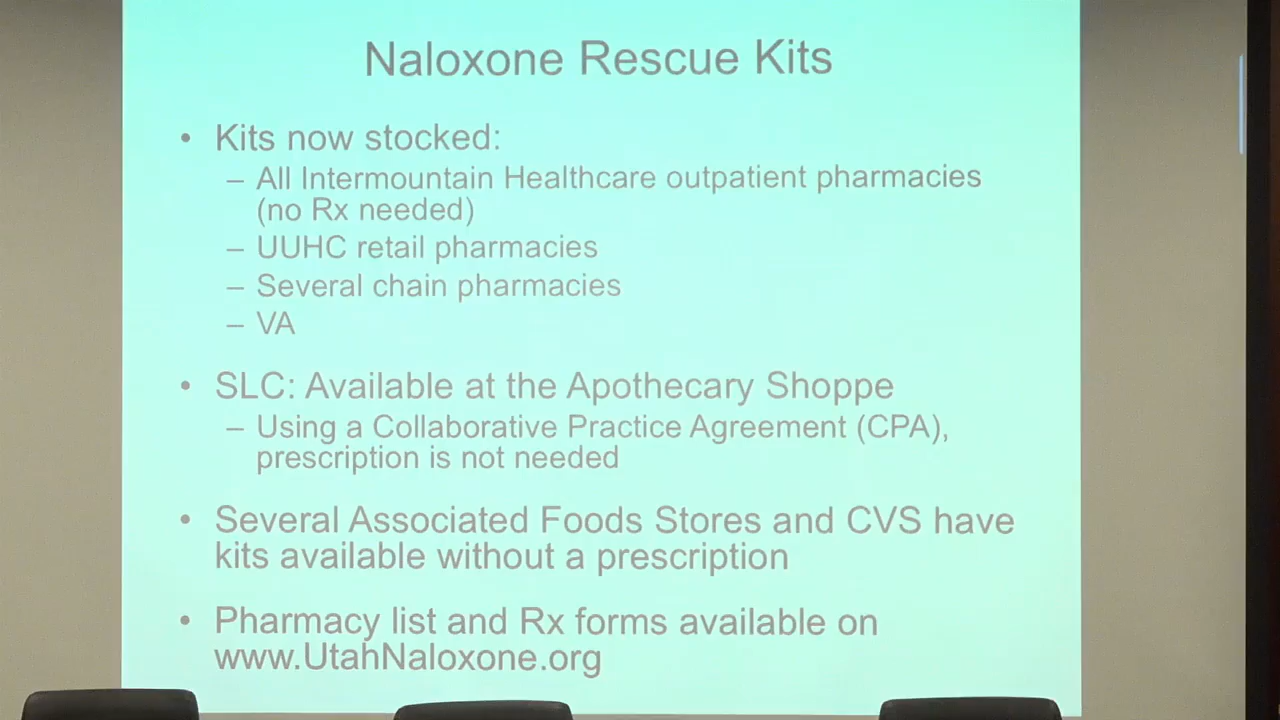 Naloxone Rescue Kits
• Kits now stocked:
– All Intermountain Healthcare outpatient pharmacies
(no Rx needed)
– UUHC retail pharmacies
– Several chain pharmacies
– VA
• SLC: Available at the Apothecary Shoppe
– Using a Collaborative Practice Agreement (CPA),
prescription is not needed
• Several Associated Foods Stores and CVS have
kits available without a prescription
• Pharmacy list and Rx forms available on
www.UtahNaloxone.org